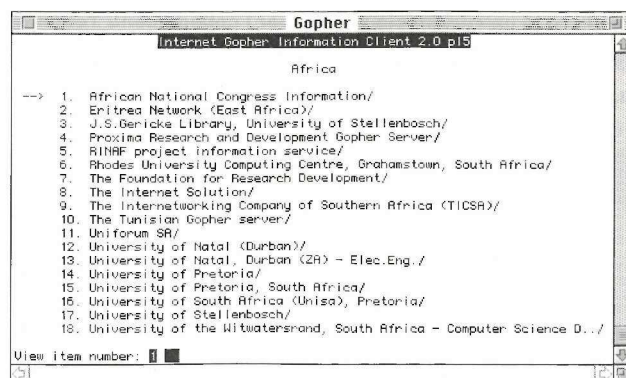 Gopher
Internet Gopher Information Client 2.0 pl5
Africa
--> 1. African National Congress Information/
2. Eritrea Network (East Africa)/
3. J.S.Gericke Library, University of Stellenbosch/
4. Proxima Research and Development Gopher Server/
5. RINAF project information service/
6. Rhodes University Computing Centre, Grahamstown, South Africa/
7. The Foundation for Research Development/
8. The Internet Solution/
9. The Internetworking Company of Southern Africa (TICSA)/
10. The Tunisian Gopher server/
11. Uniforum SA/
12. University of Natal (Durban)/
13. University of Natal, Durban (ZA) - Elec.Eng./
14. University of Pretoria/
15. University of Pretoria, South Africa/
16. University of South Africa (Unisa), Pretoria/
17. University of Stellenbosch/
18. University of the Witwatersrand, South Africa - Computer Science D../
View item number: 1